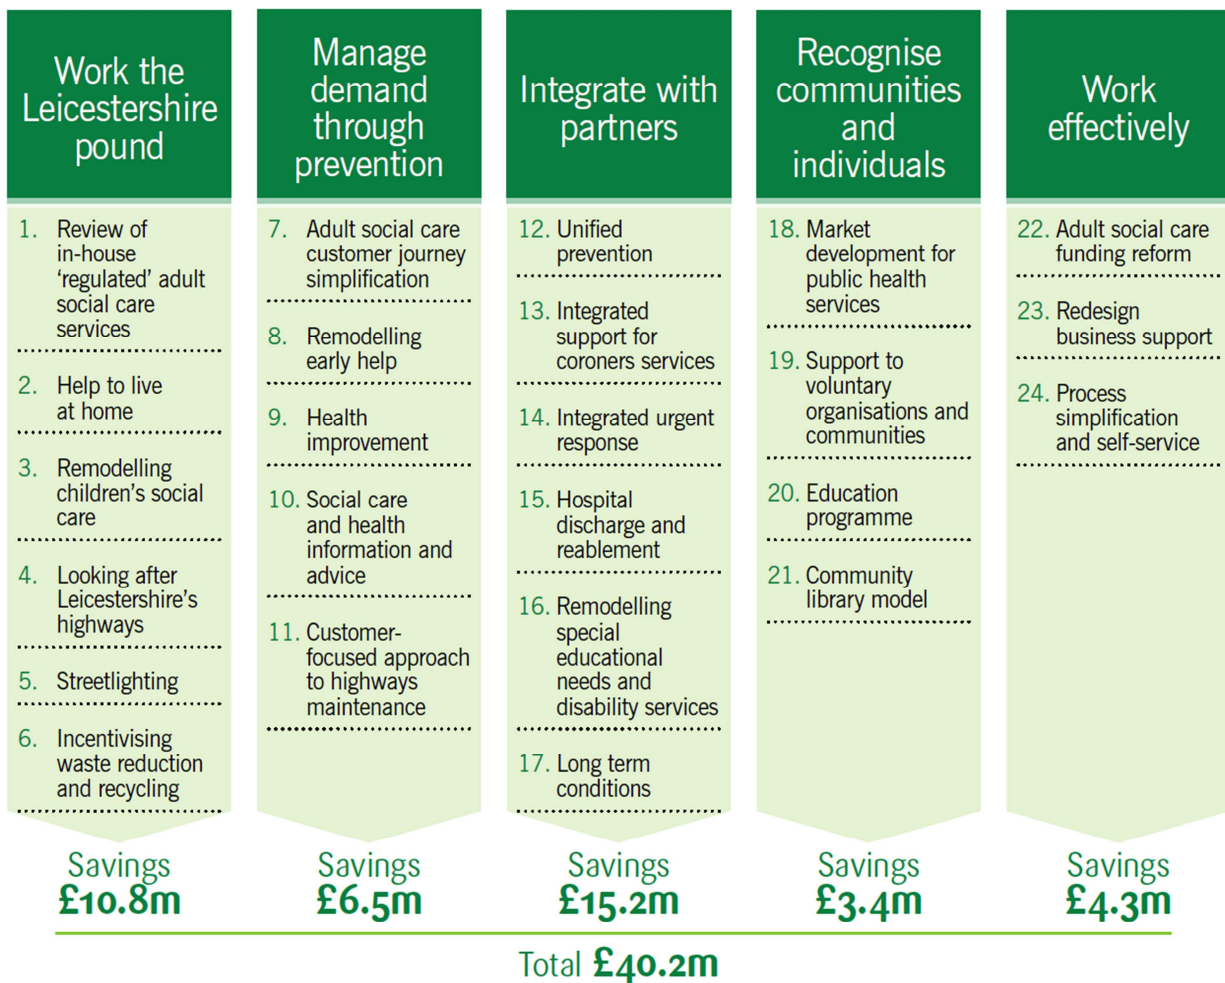 Work the
Leicestershire
pound
1. Review of
in-house
‘regulated’ adult
social care
services
2. Help to live
at home
3. Remodelling
children’s social
care
4. Looking after
Leicestershire’s
highways
5. Streetlighting
6. Incentivising
waste reduction
and recycling
Savings
£10.8m
Manage
demand
through
prevention
7. Adult social care
customer journey
simplification
8. Remodelling
early help
9. Health
improvement
10. Social care
and health
information and
advice
11. Customer-
focused approach
to highways
maintenance
Savings
£6.5m
Integrate with
partners
12. Unified
prevention
13. Integrated
support for
coroners services
14. Integrated urgent
response
15. Hospital
discharge and
reablement
16. Remodelling
special
educational
needs and
disability services
17. Long term
conditions
Savings
£15.2m
Recognise
communities
and
individuals
18. Market
development for
public health
services
19. Support to
voluntary
organisations and
communities
20. Education
programme
21. Community
library model
Savings
£3.4m
Work
effectively
22. Adult social care
funding reform
23. Redesign
business support
24. Process
simplification
and self-service
Savings
£4.3m
Total £40.2m